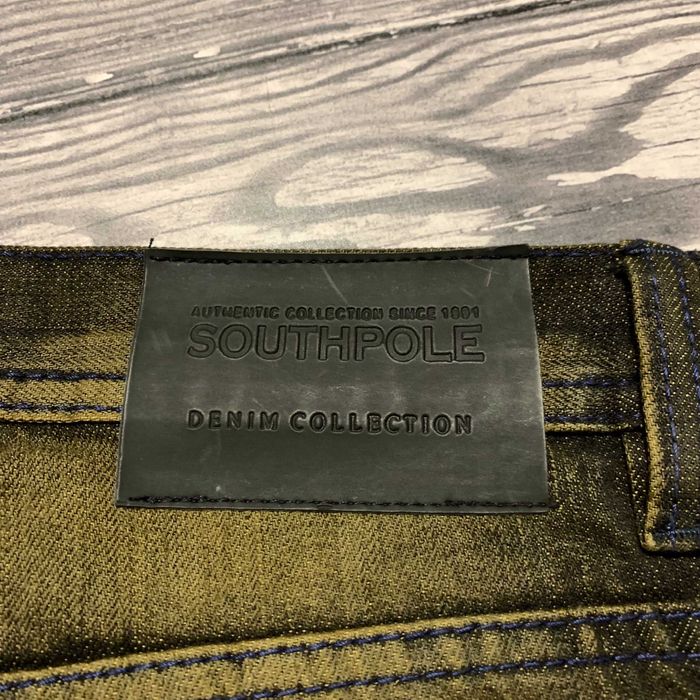 AUTHENTIC COLLECTION SINCE 1991
SOUTHPOLE
DENIM COLLECTION